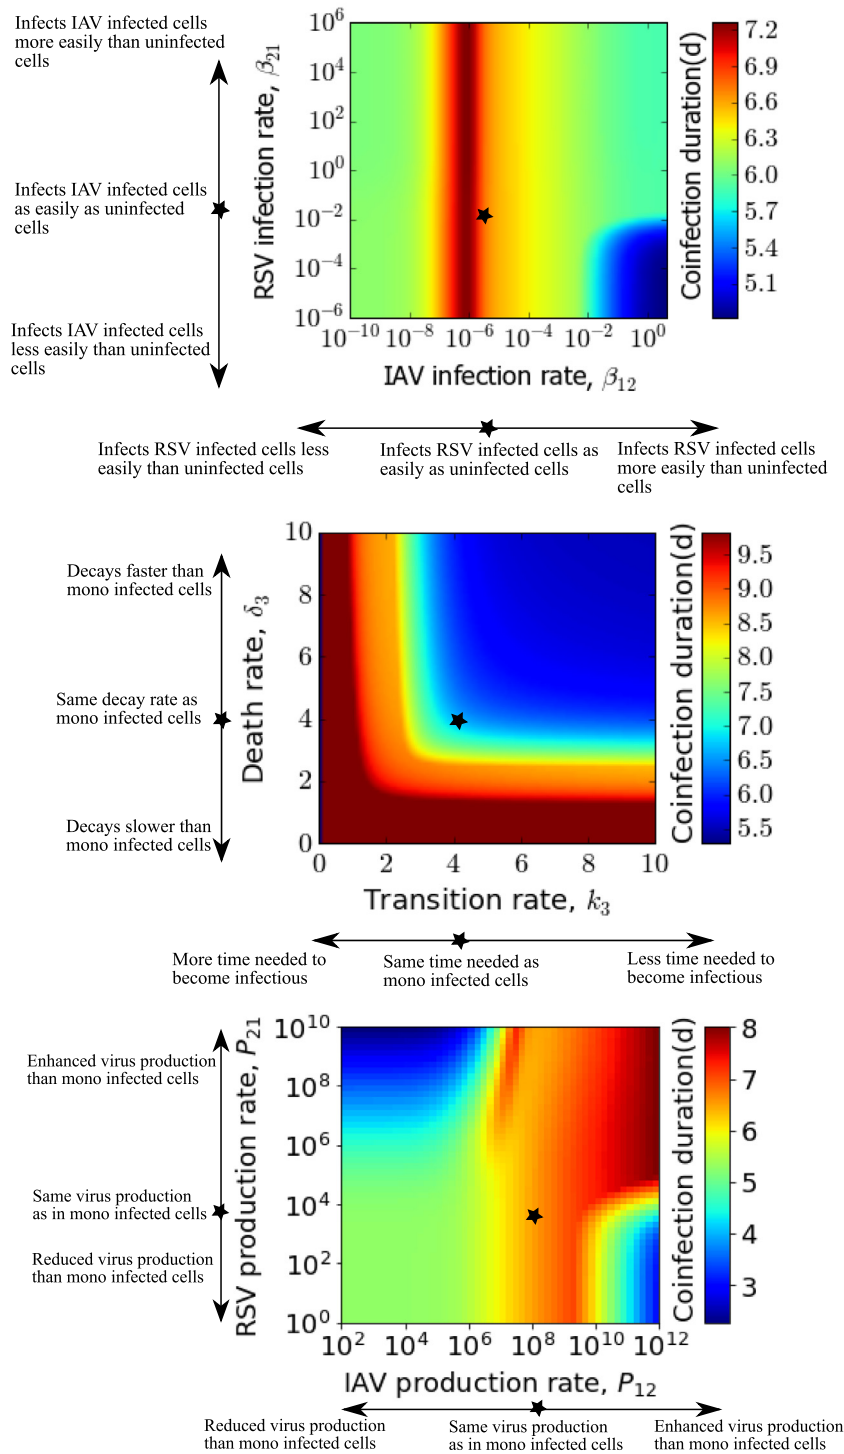 Infects IAV infected cells
more easily than uninfected
cells
Infects IAV infected cells
as easily as uninfected
cells
Infects IAV infected cells
less easily than uninfected
cells
RSV infection rate, β21
10^6
10^4
10^2
10^0
10^−2
10^−4
10^−6
10^−10 10^−8 10^−6 10^−4 10^−2 10^0
IAV infection rate, β12
Coinfection duration(d)
7.2
6.9
6.6
6.3
6.0
5.7
5.4
5.1
Infects RSV infected cells less
easily than uninfected cells
Infects RSV infected cells as
easily as uninfected cells
Infects RSV infected cells
more easily than uninfected
cells
Decays faster than
mono infected cells
Same decay rate as
mono infected cells
Decays slower than
mono infected cells
Death rate, δ3
10
8
6
4
2
0
0 2 4 6 8 10
Transition rate, k3
Coinfection duration(d)
9.5
9.0
8.5
8.0
7.5
7.0
6.5
6.0
5.5
More time needed to
become infectious
Same time needed as
mono infected cells
Less time needed to
become infectious
Enhanced virus production
than mono infected cells
Same virus production
as in mono infected cells
Reduced virus production
than mono infected cells
RSV production rate, P21
10^10
10^8
10^6
10^4
10^2
10^0
10^2 10^4 10^6 10^8 10^10 10^12
IAV production rate, P12
Coinfection duration(d)
8
7
6
5
4
3
Reduced virus production
than mono infected cells
Same virus production
as in mono infected cells
Enhanced virus production
than mono infected cells